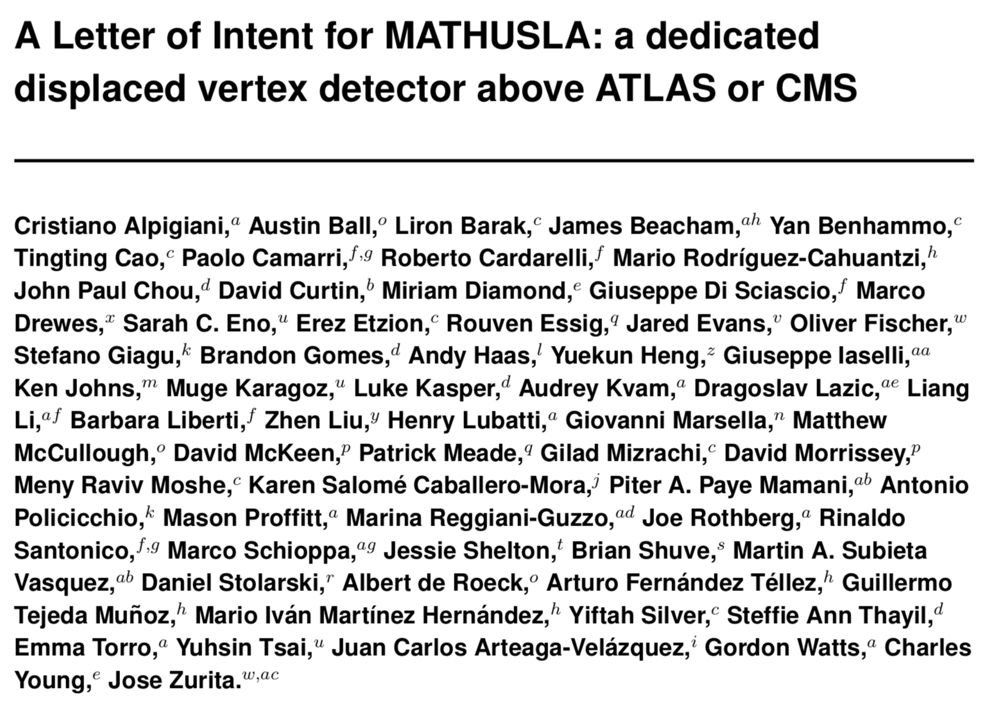 A Letter of Intent for MATHUSLA: a dedicated
displaced vertex detector above ATLAS or CMS
Cristiano Alpigiani,a Austin Ball,o Liron Barak,c James Beacham,ah Yan Benhammo,c
Tingting Cao,c Paolo Camarri,f,g Roberto Cardarelli,f Mario Rodríguez-Cahuantzi,h
John Paul Chou,d David Curtin,b Miriam Diamond,e Giuseppe Di Sciascio,f Marco
Drewes,x Sarah C. Eno,u Erez Etzion,c Rouven Essig,q Jared Evans,v Oliver Fischer,w
Stefano Giagu,k Brandon Gomes,d Andy Haas,l Yuekun Heng,z Giuseppe Iaselli,aa
Ken Johns,m Muge Karagoz,u Luke Kasper,d Audrey Kvam,a Dragoslav Lazic,ae Liang
Li,af Barbara Liberti,f Zhen Liu,y Henry Lubatti,a Giovanni Marsella,n Matthew
McCullough,o David McKeen,p Patrick Meade,q Gilad Mizrachi,c David Morrissey,p
Meny Raviv Moshe,c Karen Salomé Caballero-Mora,j Piter A. Paye Mamani,ab Antonio
Policicchio,k Mason Proffitt,a Marina Reggiani-Guzzo,ad Joe Rothberg,a Rinaldo
Santonico,f,g Marco Schioppa,ag Jessie Shelton,t Brian Shuve,s Martin A. Subieta
Vasquez,ab Daniel Stolarski,r Albert de Roeck,o Arturo Fernández Téllez,h Guillermo
Tejeda Muñoz,h Mario Iván Martínez Hernández,h Yiftah Silver,c Steffie Ann Thayil,d
Emma Torro,a Yuhsin Tsai,u Juan Carlos Arteaga-Velázquez,i Gordon Watts,a Charles
Young,e Jose Zurita.w,ac